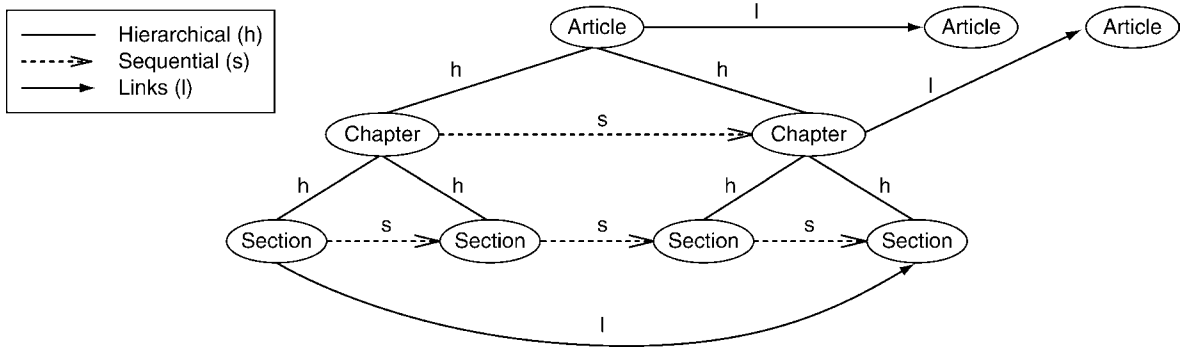 Hierarchical (h)
Sequential (s)
Links (l)
Article
l
Article
Article
h
h
l
Chapter
s
Chapter
h
h
h
h
Section
s
Section
s
Section
s
Section
l